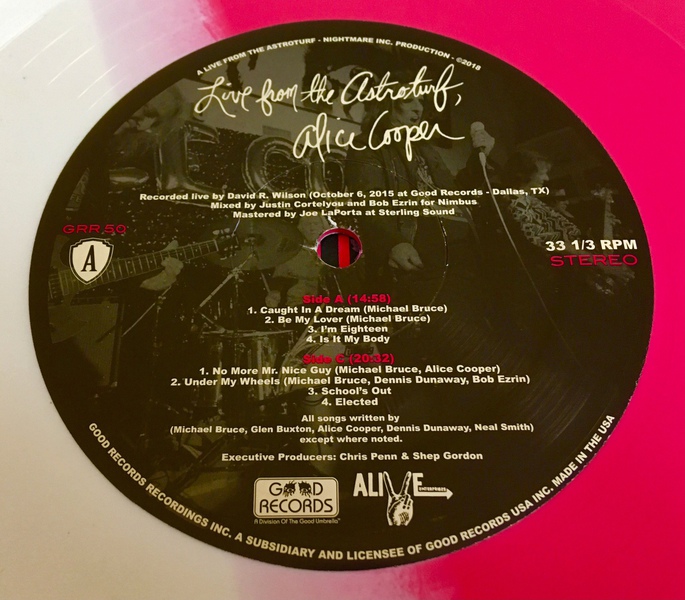 A LIVE FROM THE ASTROTURF - NIGHTMARE INC. PRODUCTION - ©2018
Live from the Astroturf,
Alice Cooper
Recorded live by David R. Wilson (October 6, 2015 at Good Records - Dallas, TX)
Mixed by Justin Cortelyou and Bob Ezrin for Nimbus
Mastered by Joe LaPorta at Sterling Sound
GRR 50
A
33 1/3 RPM
STEREO
Side A (14:58)
1. Caught In A Dream (Michael Bruce)
2. Be My Lover (Michael Bruce)
3. I'm Eighteen
4. Is It My Body
Side C (20:32)
1. No More Mr. Nice Guy (Michael Bruce, Alice Cooper)
2. Under My Wheels (Michael Bruce, Dennis Dunaway, Bob Ezrin)
3. School's Out
4. Elected
All songs written by
(Michael Bruce, Glen Buxton, Alice Cooper, Dennis Dunaway, Neal Smith)
except where noted.
Executive Producers: Chris Penn & Shep Gordon
GOOD
RECORDS
A Division Of The Good Umbrella™
ALIVE
ENTERPRISES
GOOD RECORDS RECORDINGS INC. A SUBSIDIARY AND LICENSEE OF GOOD RECORDS USA INC. MADE IN THE USA